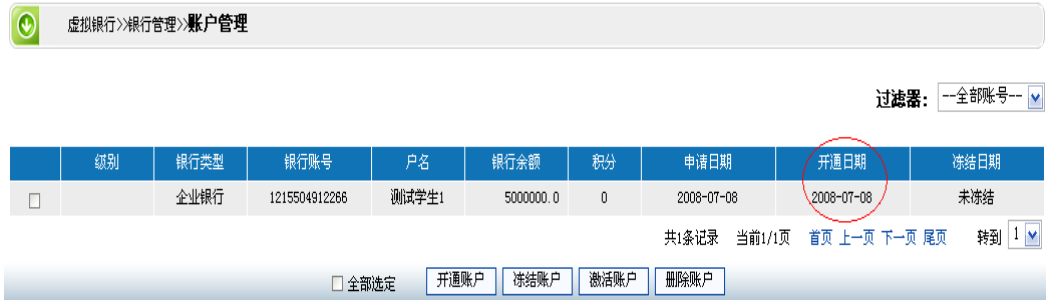 虚拟银行>>银行管理>>账户管理
过滤器： --全部账号--
级别 银行类型 银行账号 户名 银行余额 积分 申请日期 开通日期 冻结日期
企业银行 1215504912266 测试学生1 5000000.0 0 2008-07-08 2008-07-08 未冻结
共1条记录 当前1/1页 首页 上一页 下一页 尾页 转到 1
全部选定 开通账户 冻结账户 激活账户 删除账户